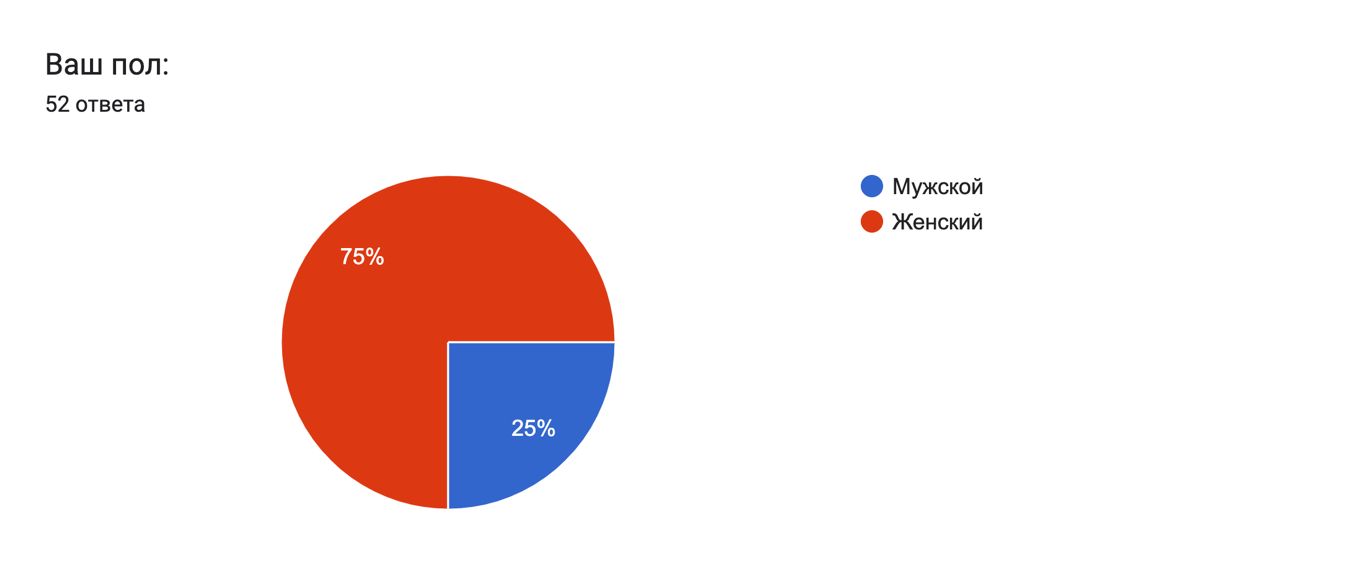 Ваш пол:
52 ответа
Мужской
Женский
75%
25%